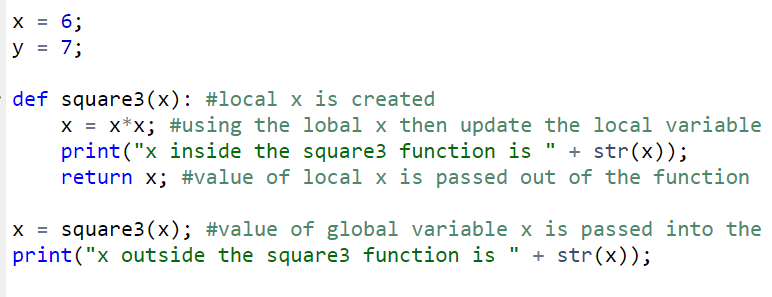 x = 6;
y = 7;
def square3(x): #local x is created
x = x*x; #using the lobal x then update the local variable
print("x inside the square3 function is " + str(x));
return x; #value of local x is passed out of the function
x = square3(x); #value of global variable x is passed into the
print("x outside the square3 function is " + str(x));